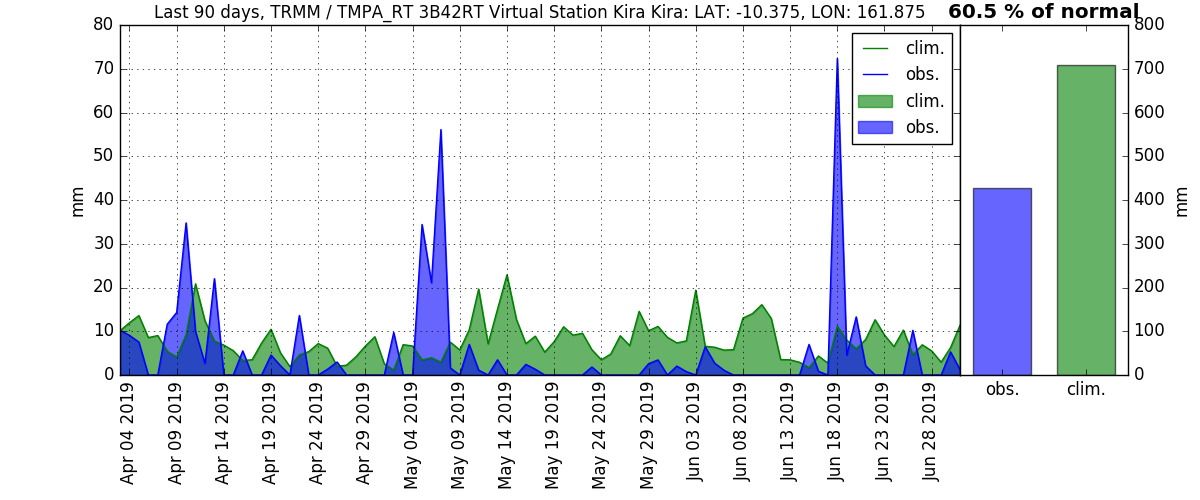 Last 90 days, TRMM / TMPA_RT 3B42RT Virtual Station Kira Kira: LAT: -10.375, LON: 161.875
60.5 % of normal
80
70
60
50
40
30
20
10
0
mm
clim.
obs.
clim.
obs.
Apr 04 2019
Apr 09 2019
Apr 14 2019
Apr 19 2019
Apr 24 2019
Apr 29 2019
May 04 2019
May 09 2019
May 14 2019
May 19 2019
May 24 2019
May 29 2019
Jun 03 2019
Jun 08 2019
Jun 13 2019
Jun 18 2019
Jun 23 2019
Jun 28 2019
800
700
600
500
400
300
200
100
0
mm
obs.
clim.